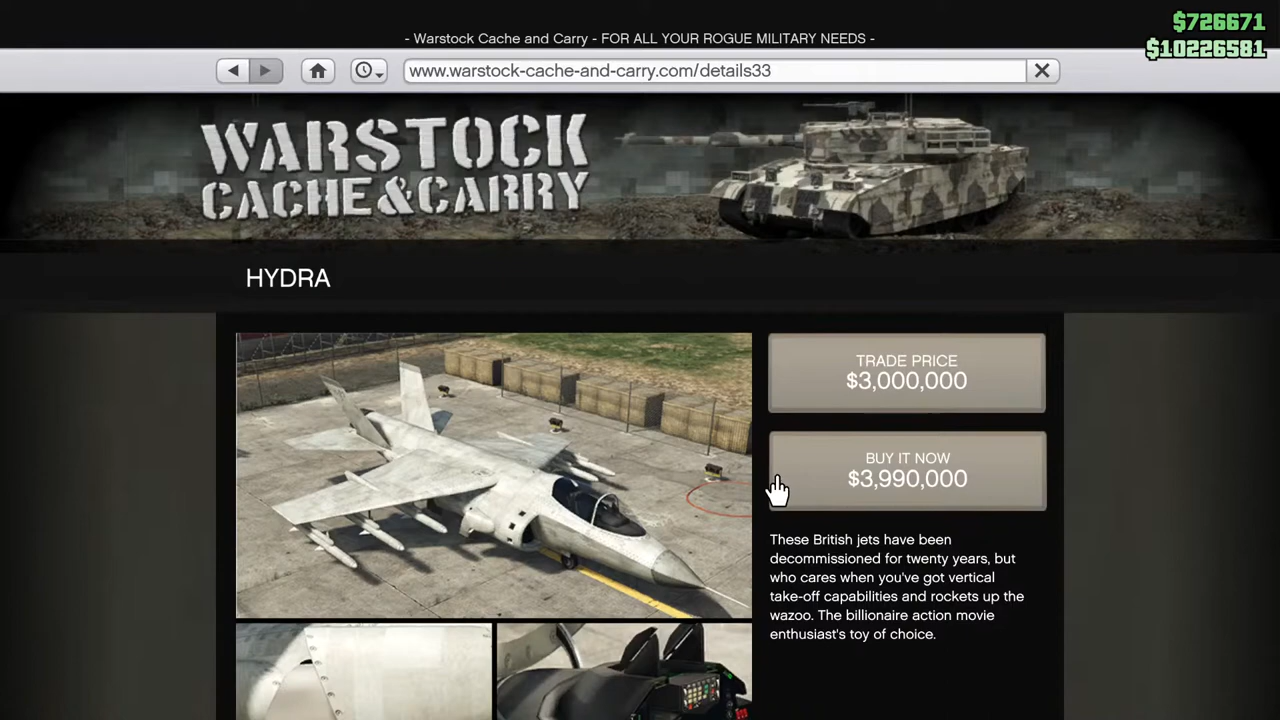 $726671
- Warstock Cache and Carry - FOR ALL YOUR ROGUE MILITARY NEEDS -
$10226581
www.warstock-cache-and-carry.com/details33
WARSTOCK
CACHE&CARRY
HYDRA
TRADE PRICE
$3,000,000
BUY IT NOW
$3,990,000
These British jets have been
decommissioned for twenty years, but
who cares when you've got vertical
take-off capabilities and rockets up the
wazoo. The billionaire action movie
enthusiast's toy of choice.